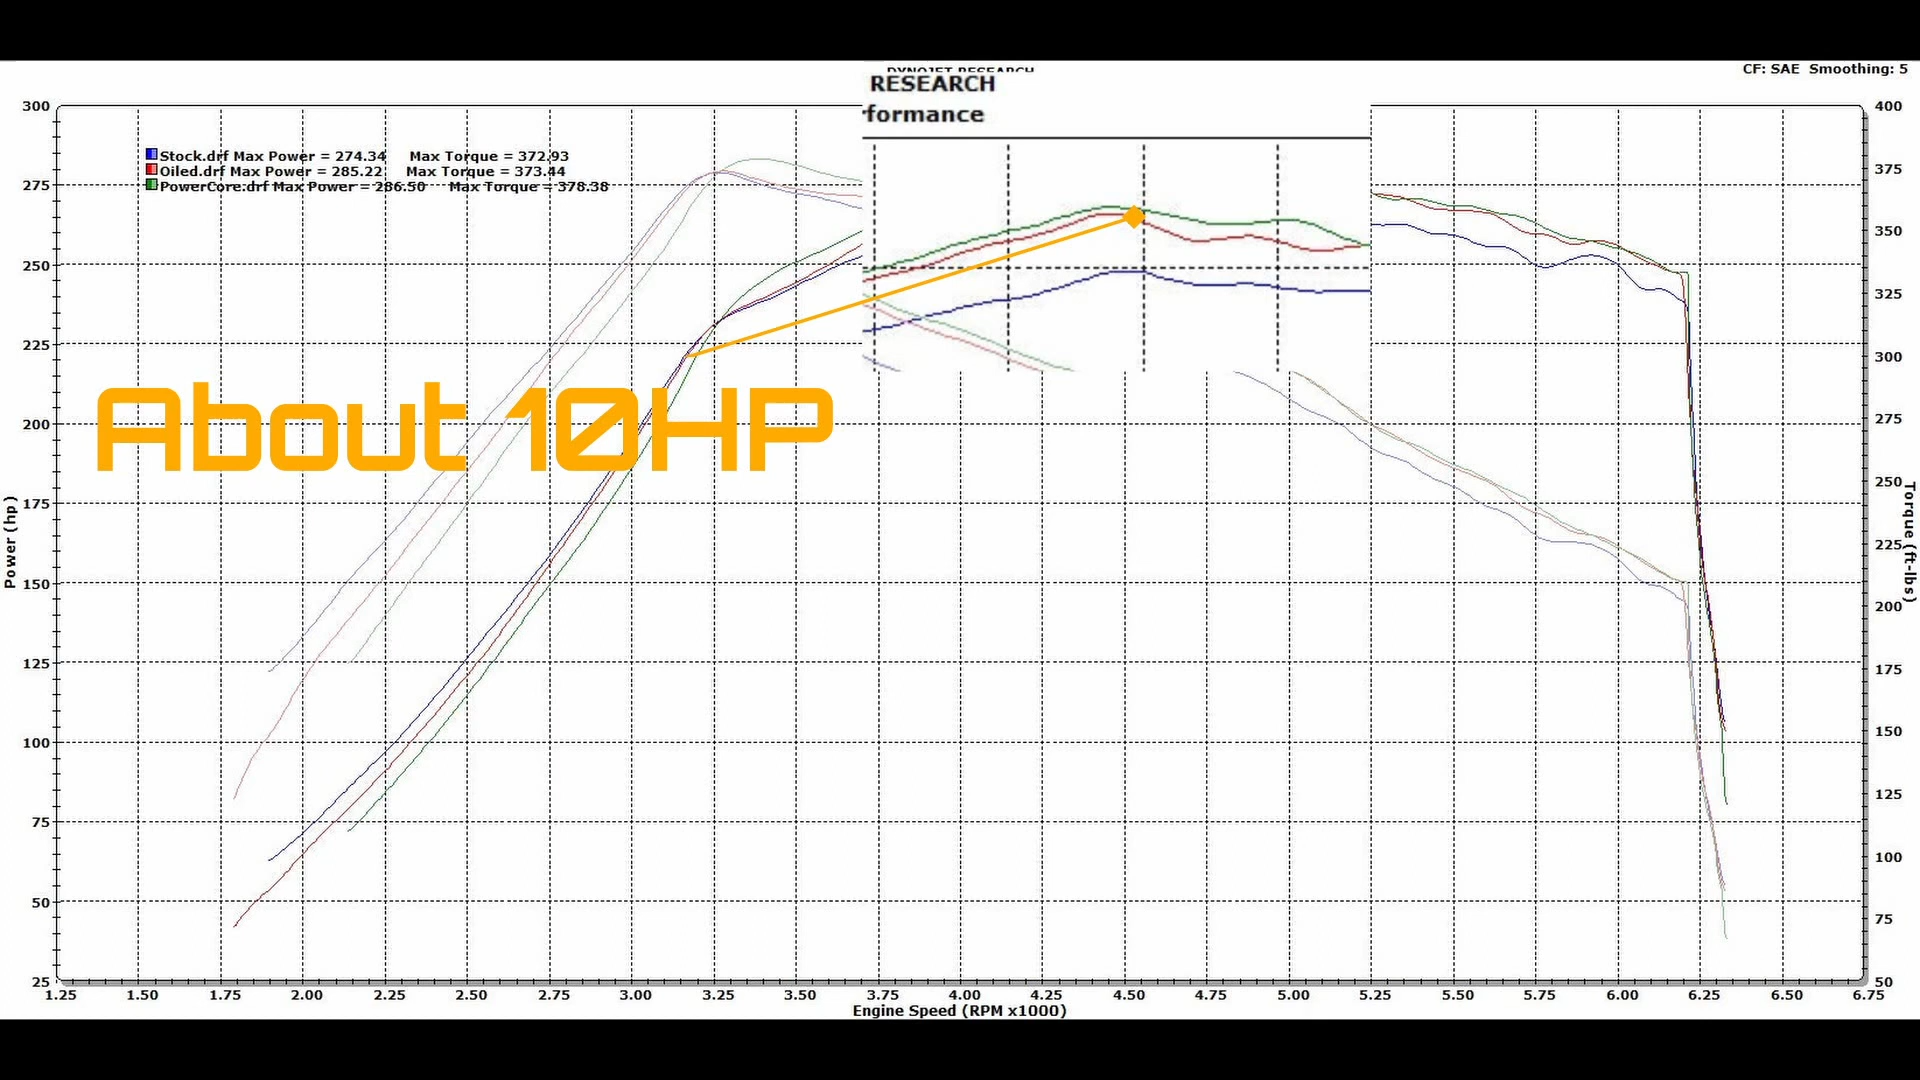 CF: SAE Smoothing: 5
DYNOJET RESEARCH
RESEARCH
formance
Stock.drf Max Power = 274.34 Max Torque = 372.93
Oiled.drf Max Power = 285.22 Max Torque = 373.44
PowerCore.drf Max Power = 286.50 Max Torque = 378.38
About 10HP
Power (hp)
300
275
250
225
200
175
150
125
100
75
50
25
Torque (ft-lbs)
400
375
350
325
300
275
250
225
200
175
150
125
100
75
50
1.25 1.50 1.75 2.00 2.25 2.50 2.75 3.00 3.25 3.50 3.75 4.00 4.25 4.50 4.75 5.00 5.25 5.50 5.75 6.00 6.25 6.50 6.75
Engine Speed (RPM x1000)